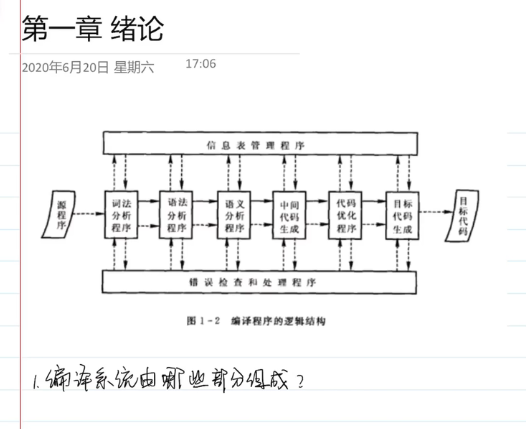 第一章 绪论
2020年6月20日 星期六 17:06
信息表管理程序
源程序
词法分析程序
语法分析程序
语义分析程序
中间代码生成
代码优化程序
目标代码生成
目标代码
错误检查和处理程序
图1-2 编译程序的逻辑结构
1. 编译系统由哪些部分组成?